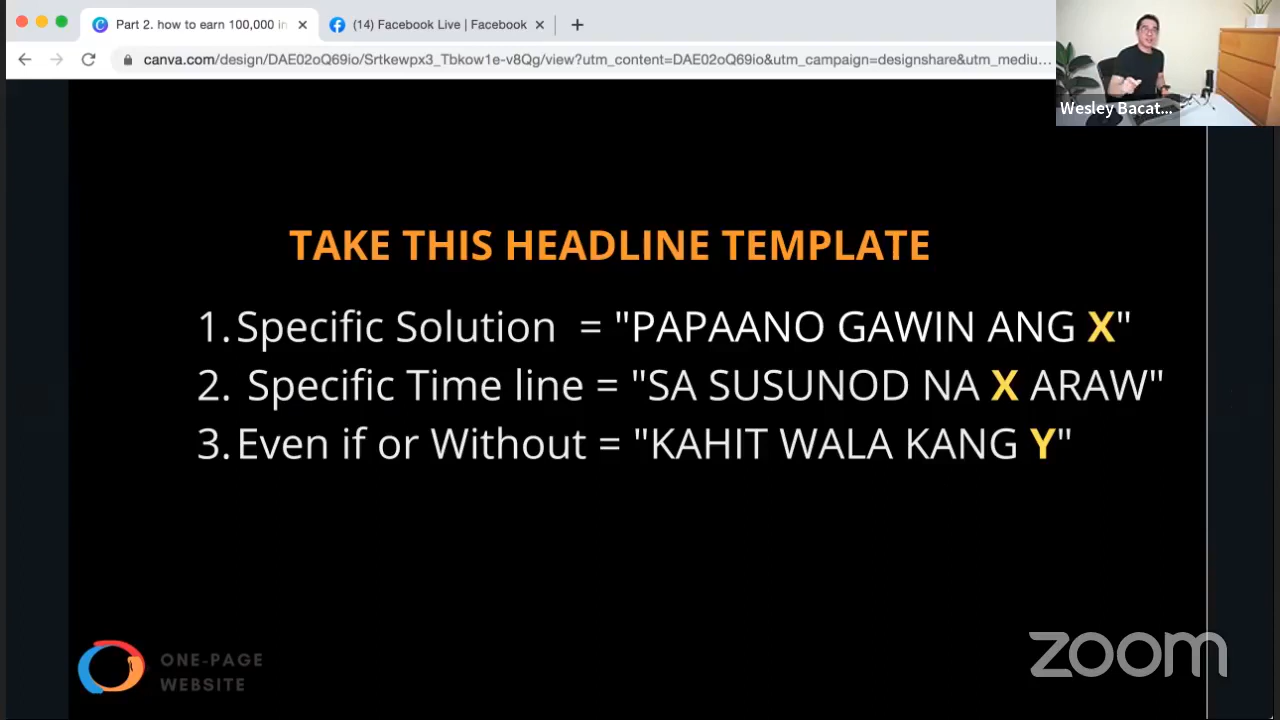 Part 2. how to earn 100,000 in
(14) Facebook Live | Facebook
canva.com/design/DAE02oQ69io/Srtkewpx3_Tbkow1e-v8Qg/view?utm_content=DAE02oQ69io&utm_campaign=designshare&utm_mediu...
Wesley Bacat...
TAKE THIS HEADLINE TEMPLATE
1. Specific Solution = "PAPAANO GAWIN ANG X"
2. Specific Time line = "SA SUSUNOD NA X ARAW"
3. Even if or Without = "KAHIT WALA KANG Y"
ONE-PAGE
WEBSITE
zoom